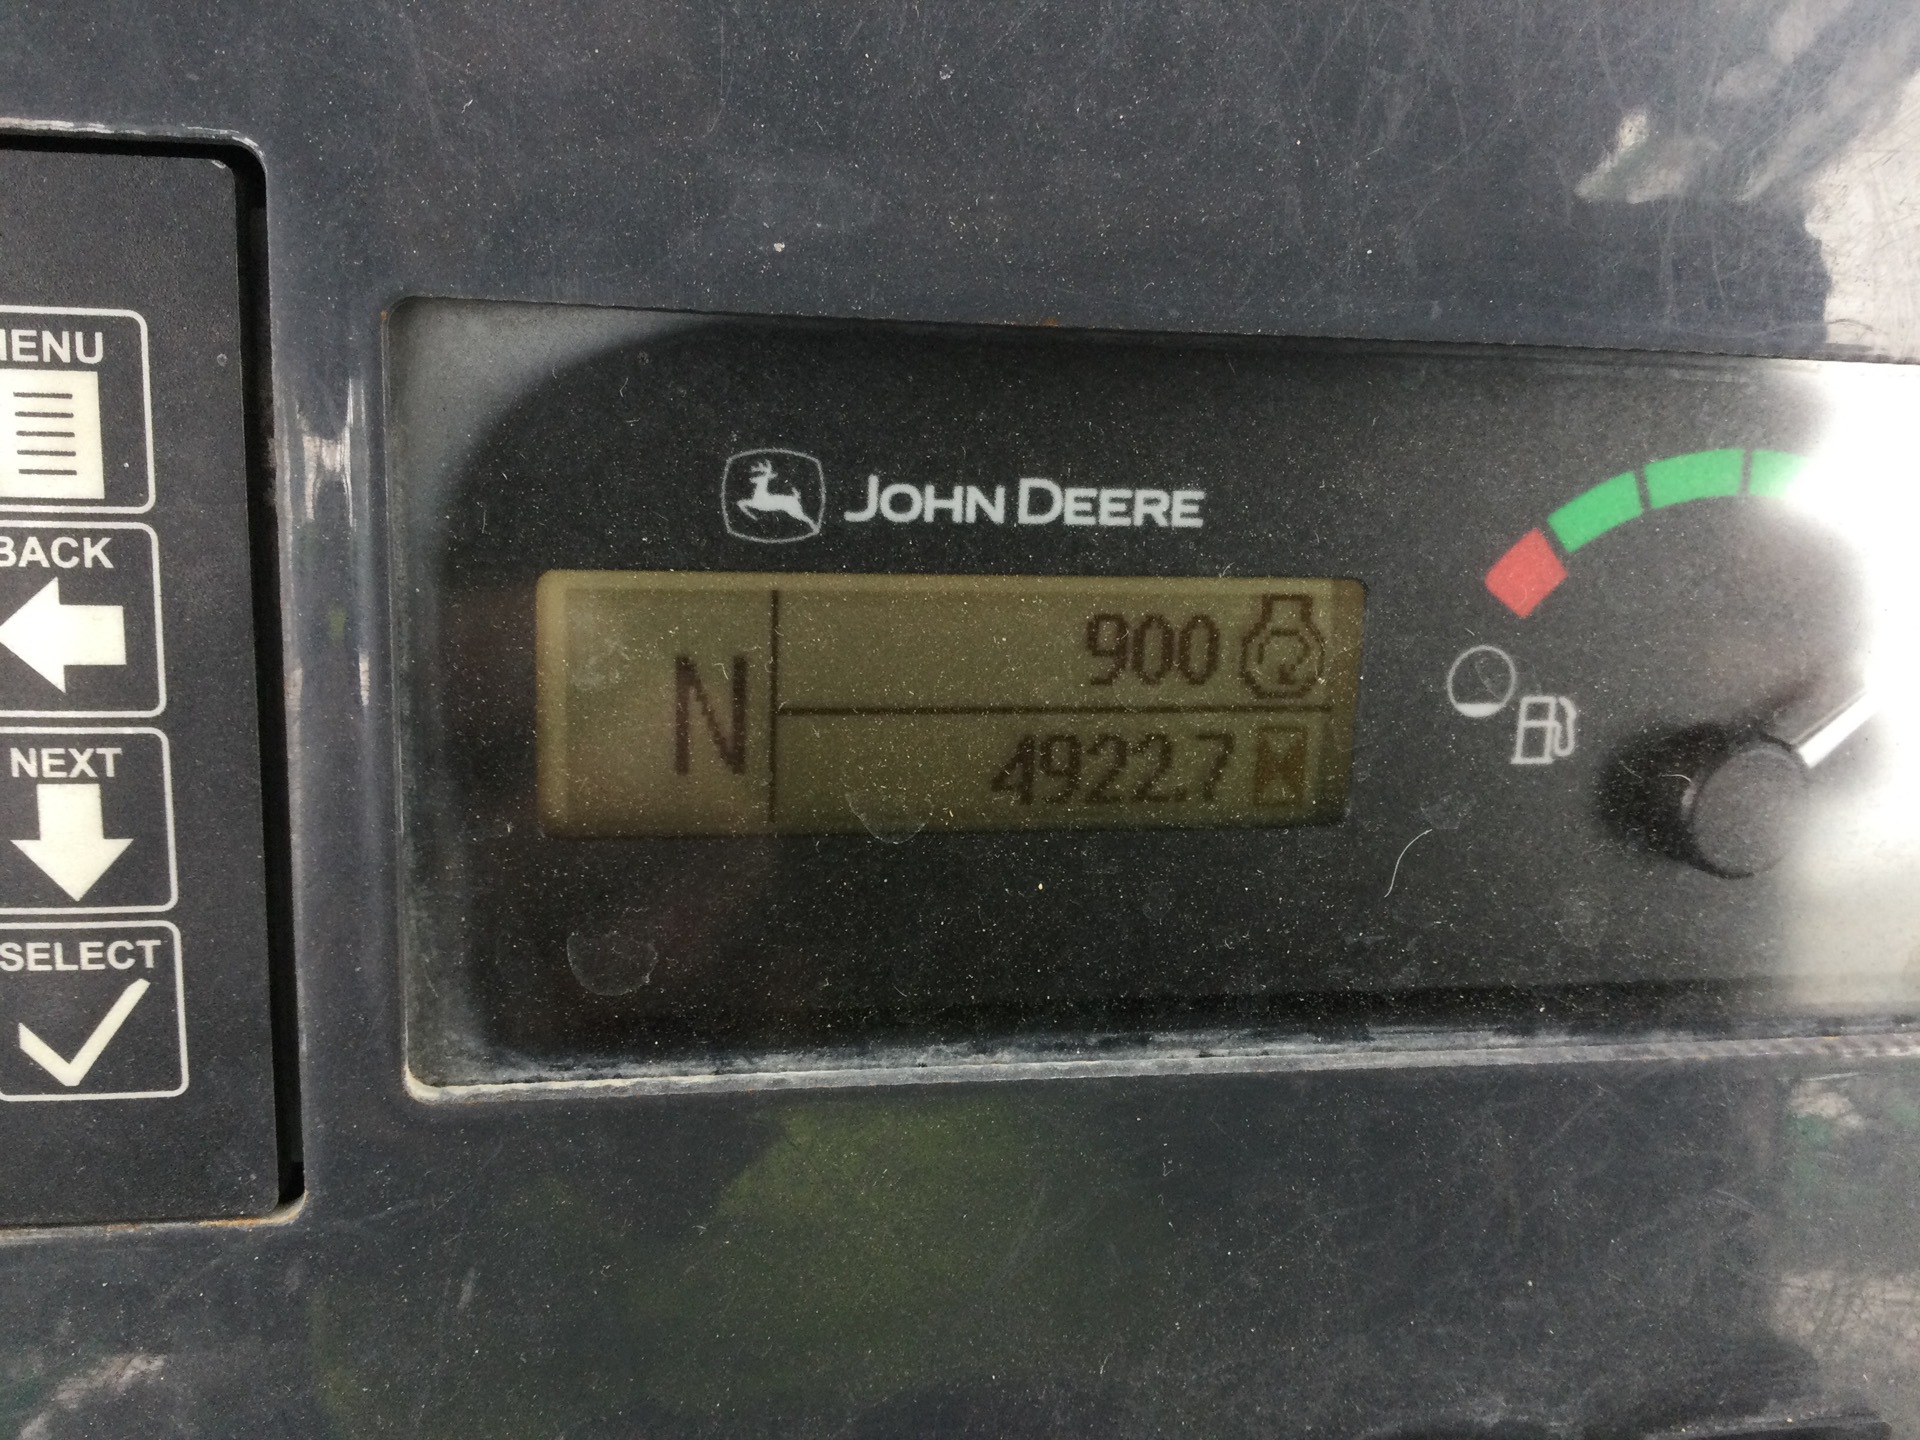 MENU
BACK
NEXT
SELECT
JOHN DEERE
N
900
4922.7